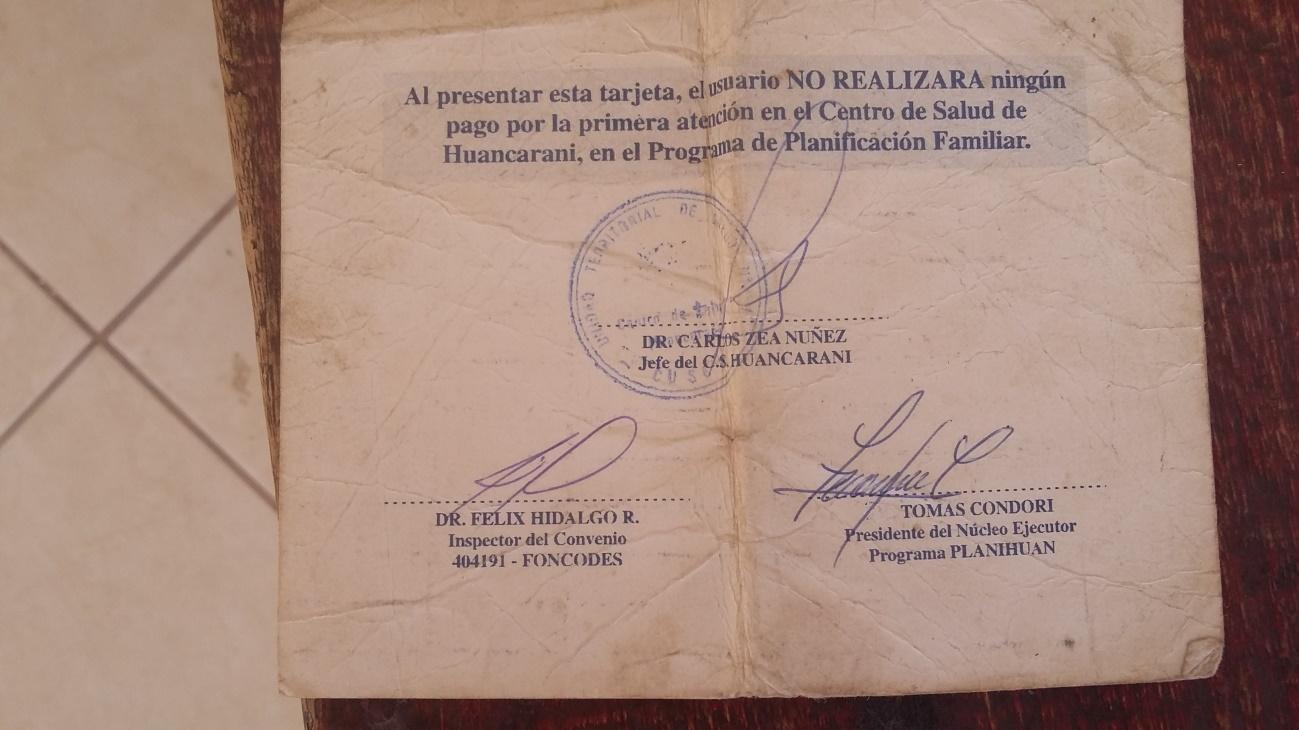 Al presentar esta tarjeta, el usuario NO REALIZARA ningún
pago por la primera atención en el Centro de Salud de
Huancarani, en el Programa de Planificación Familiar.
UNIDAD TERRITORIAL DE
Centro de
CUSCO
DR. CARLOS ZEA NUÑEZ
Jefe del C.S.HUANCARANI
DR. FELIX HIDALGO R.
Inspector del Convenio
404191 - FONCODES
TOMAS CONDORI
Presidente del Núcleo Ejecutor
Programa PLANIHUAN